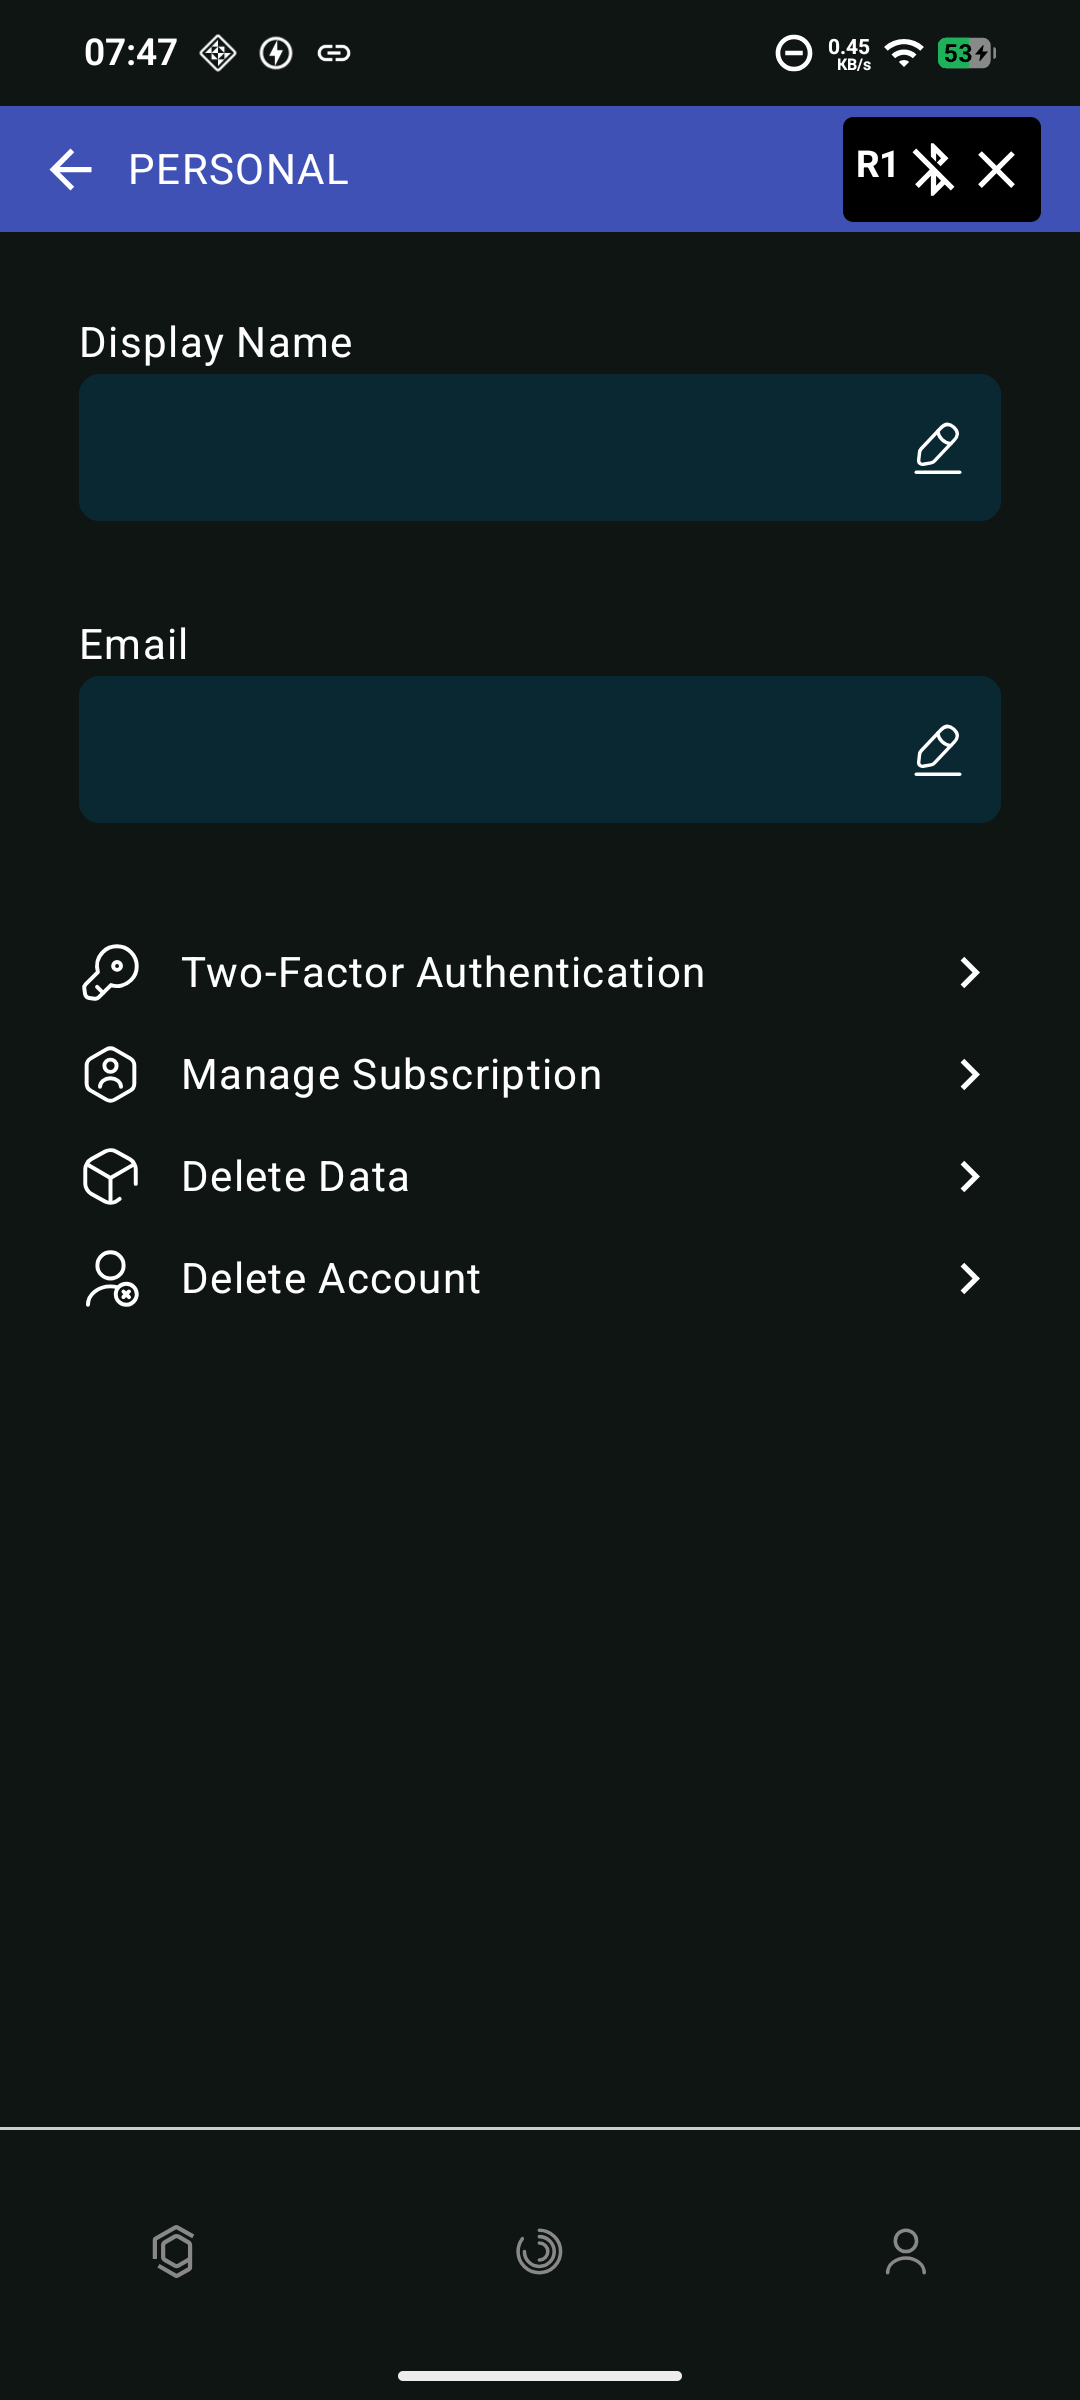 07:47
0.45
KB/s
53
PERSONAL
R1
Display Name
Email
Two-Factor Authentication
Manage Subscription
Delete Data
Delete Account